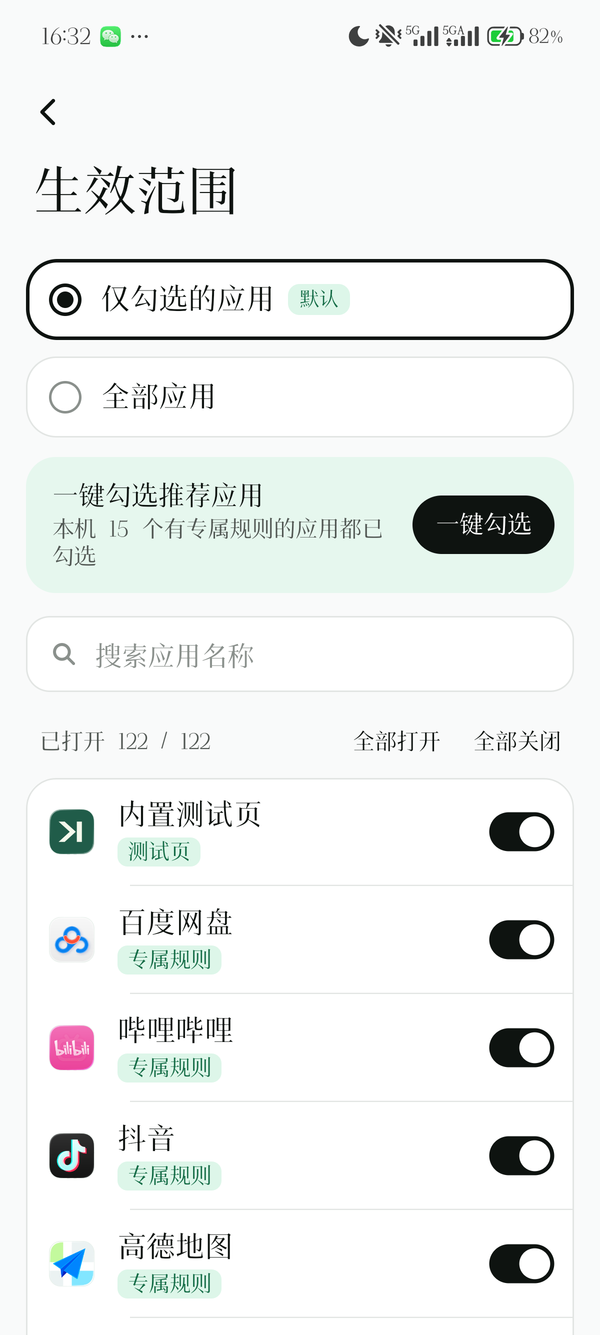 16:32 ··· 5G 5GA 82%
生效范围
仅勾选的应用 默认
全部应用
一键勾选推荐应用
本机 15 个有专属规则的应用都已
勾选
一键勾选
搜索应用名称
已打开 122 / 122 全部打开 全部关闭
内置测试页
测试页
百度网盘
专属规则
bilibili
哔哩哔哩
专属规则
抖音
专属规则
高德地图
专属规则